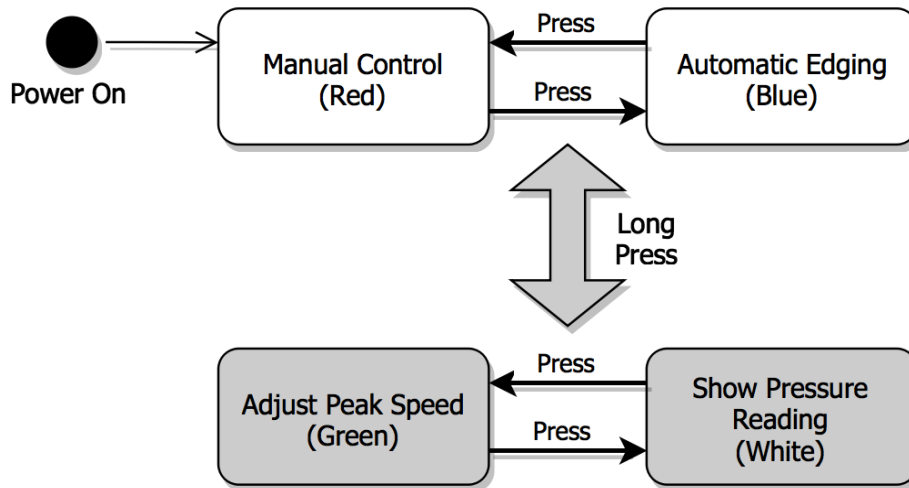 Power On
Manual Control
(Red)
Press
Press
Automatic Edging
(Blue)
Long
Press
Adjust Peak Speed
(Green)
Press
Press
Show Pressure
Reading
(White)